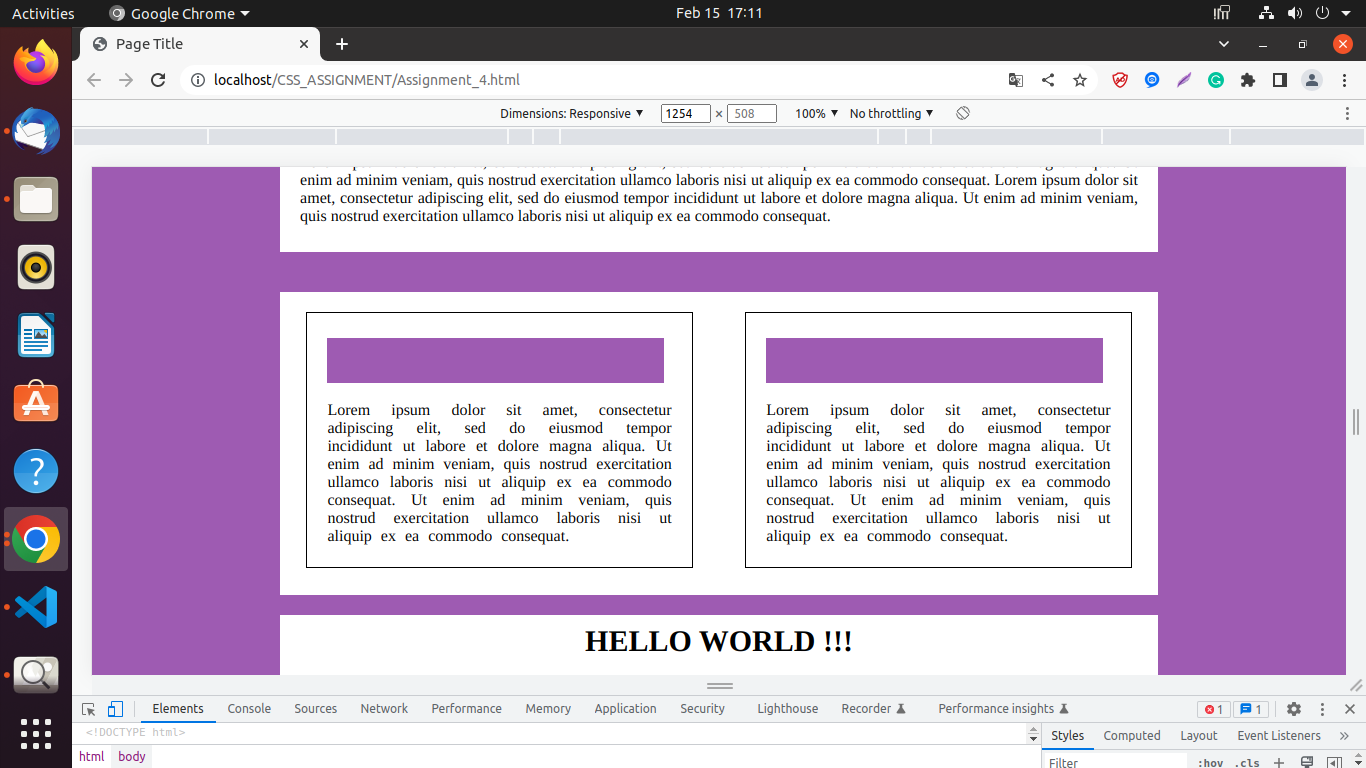 Activities Google Chrome Feb 15 17:11
Page Title
localhost/CSS_ASSIGNMENT/Assignment_4.html
Dimensions: Responsive 1254 × 508 100% No throttling
enim ad minim veniam, quis nostrud exercitation ullamco laboris nisi ut aliquip ex ea commodo consequat. Lorem ipsum dolor sit
amet, consectetur adipiscing elit, sed do eiusmod tempor incididunt ut labore et dolore magna aliqua. Ut enim ad minim veniam,
quis nostrud exercitation ullamco laboris nisi ut aliquip ex ea commodo consequat.
Lorem ipsum dolor sit amet, consectetur
adipiscing elit, sed do eiusmod tempor
incididunt ut labore et dolore magna aliqua. Ut
enim ad minim veniam, quis nostrud exercitation
ullamco laboris nisi ut aliquip ex ea commodo
consequat. Ut enim ad minim veniam, quis
nostrud exercitation ullamco laboris nisi ut
aliquip ex ea commodo consequat.
Lorem ipsum dolor sit amet, consectetur
adipiscing elit, sed do eiusmod tempor
incididunt ut labore et dolore magna aliqua. Ut
enim ad minim veniam, quis nostrud exercitation
ullamco laboris nisi ut aliquip ex ea commodo
consequat. Ut enim ad minim veniam, quis
nostrud exercitation ullamco laboris nisi ut
aliquip ex ea commodo consequat.
HELLO WORLD !!!
Elements Console Sources Network Performance Memory Application Security Lighthouse Recorder Performance insights 1 1
<!DOCTYPE html>
html body
Styles Computed Layout Event Listeners »
Filter :hov .cls +